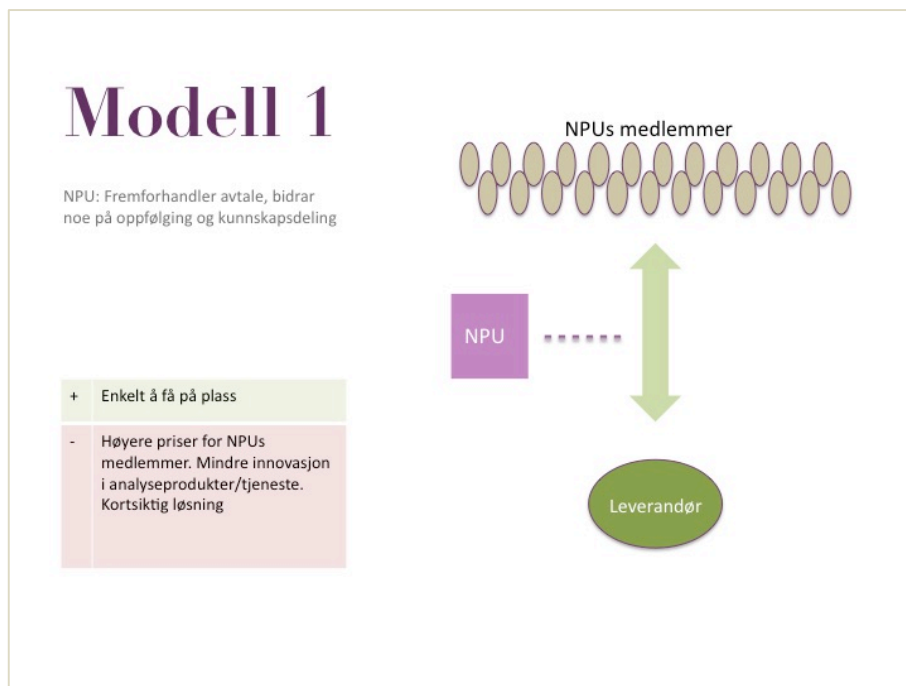 Modell 1
NPU: Fremforhandler avtale, bidrar
noe på oppfølging og kunnskapsdeling
+ Enkelt å få på plass
- Høyere priser for NPUs
medlemmer. Mindre innovasjon
i analyseprodukter/tjeneste.
Kortsiktig løsning
NPUs medlemmer
NPU
Leverandør